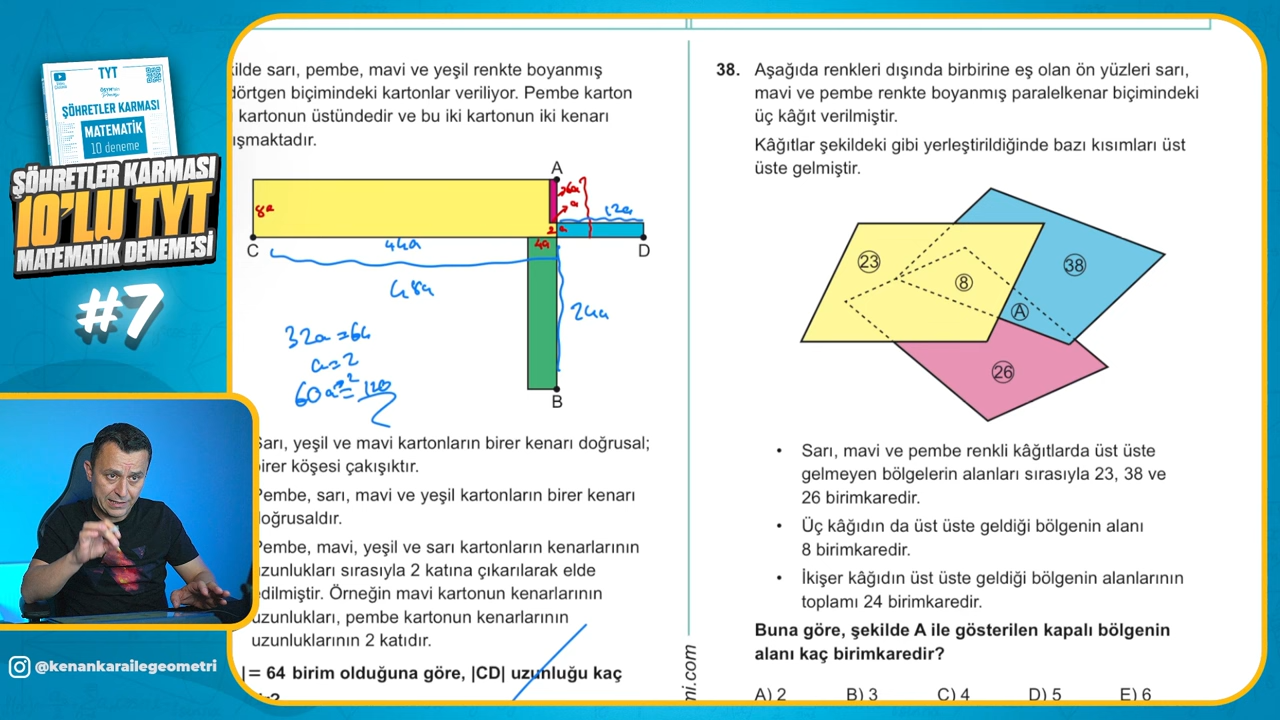 TYT
ŞÖHRETLER KARMASI
MATEMATİK
10 deneme
ŞÖHRETLER KARMASI
10'LU TYT
MATEMATİK DENEMESİ
#7
@kenankarailegeometri
kilde sarı, pembe, mavi ve yeşil renkte boyanmış
dörtgen biçimindeki kartonlar veriliyor. Pembe karton
kartonun üstündedir ve bu iki kartonun iki kenarı
ışmaktadır.
A
8a
6a
a
12a
2a
C
44a
4a
D
48a
24a
32a=64
a=2
60a=120
B
Sarı, yeşil ve mavi kartonların birer kenarı doğrusal;
birer köşesi çakışıktır.
Pembe, sarı, mavi ve yeşil kartonların birer kenarı
doğrusaldır.
Pembe, mavi, yeşil ve sarı kartonların kenarlarının
uzunlukları sırasıyla 2 katına çıkarılarak elde
edilmiştir. Örneğin mavi kartonun kenarlarının
uzunlukları, pembe kartonun kenarlarının
uzunluklarının 2 katıdır.
|= 64 birim olduğuna göre, |CD| uzunluğu kaç
38. Aşağıda renkleri dışında birbirine eş olan ön yüzleri sarı,
mavi ve pembe renkte boyanmış paralelkenar biçimindeki
üç kâğıt verilmiştir.
Kâğıtlar şekildeki gibi yerleştirildiğinde bazı kısımları üst
üste gelmiştir.
23
8
38
A
26
• Sarı, mavi ve pembe renkli kâğıtlarda üst üste
gelmeyen bölgelerin alanları sırasıyla 23, 38 ve
26 birimkaredir.
• Üç kâğıdın da üst üste geldiği bölgenin alanı
8 birimkaredir.
• İkişer kâğıdın üst üste geldiği bölgenin alanlarının
toplamı 24 birimkaredir.
Buna göre, şekilde A ile gösterilen kapalı bölgenin
alanı kaç birimkaredir?
A) 2 B) 3 C) 4 D) 5 E) 6
mi.com